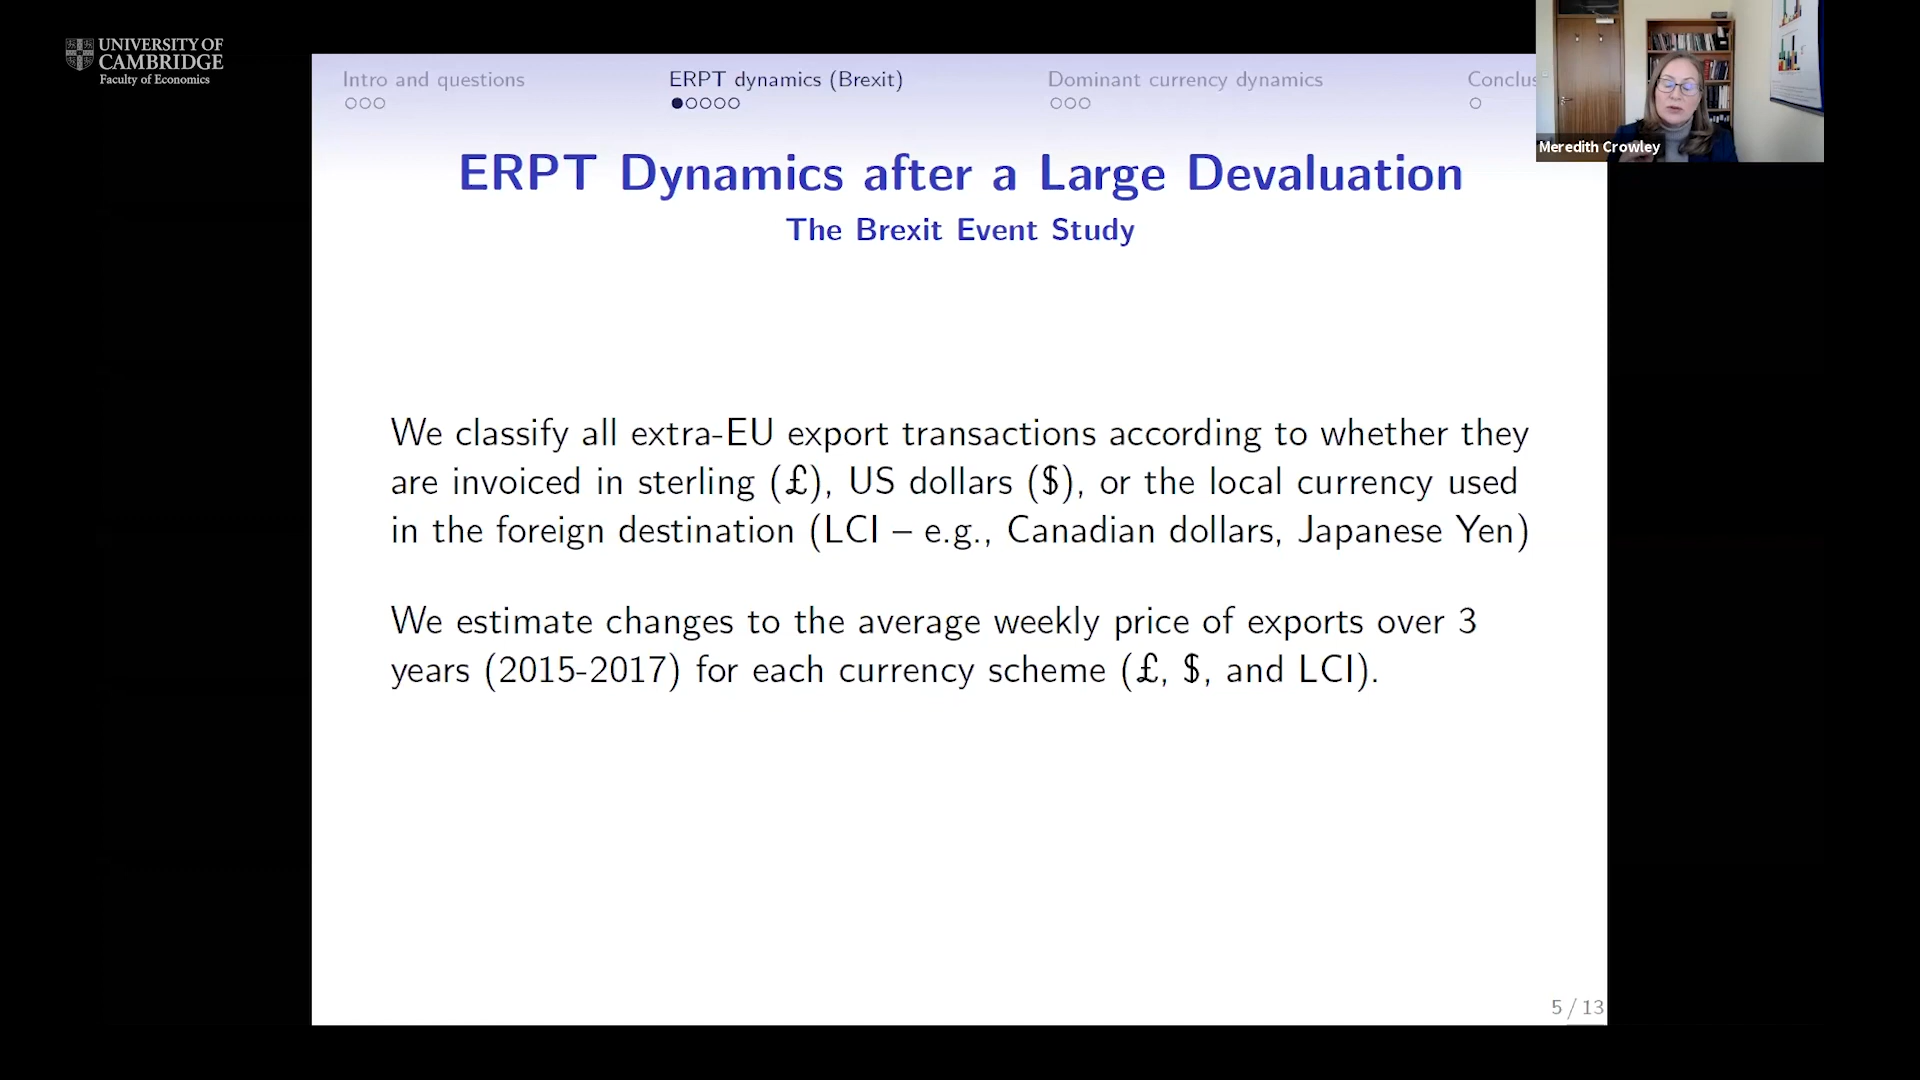 UNIVERSITY OF
CAMBRIDGE
Faculty of Economics
Intro and questions
ERPT dynamics (Brexit)
Dominant currency dynamics
Conclus
Meredith Crowley
ERPT Dynamics after a Large Devaluation
The Brexit Event Study
We classify all extra-EU export transactions according to whether they
are invoiced in sterling (£), US dollars ($), or the local currency used
in the foreign destination (LCI – e.g., Canadian dollars, Japanese Yen)
We estimate changes to the average weekly price of exports over 3
years (2015-2017) for each currency scheme (£, $, and LCI).
5 / 13